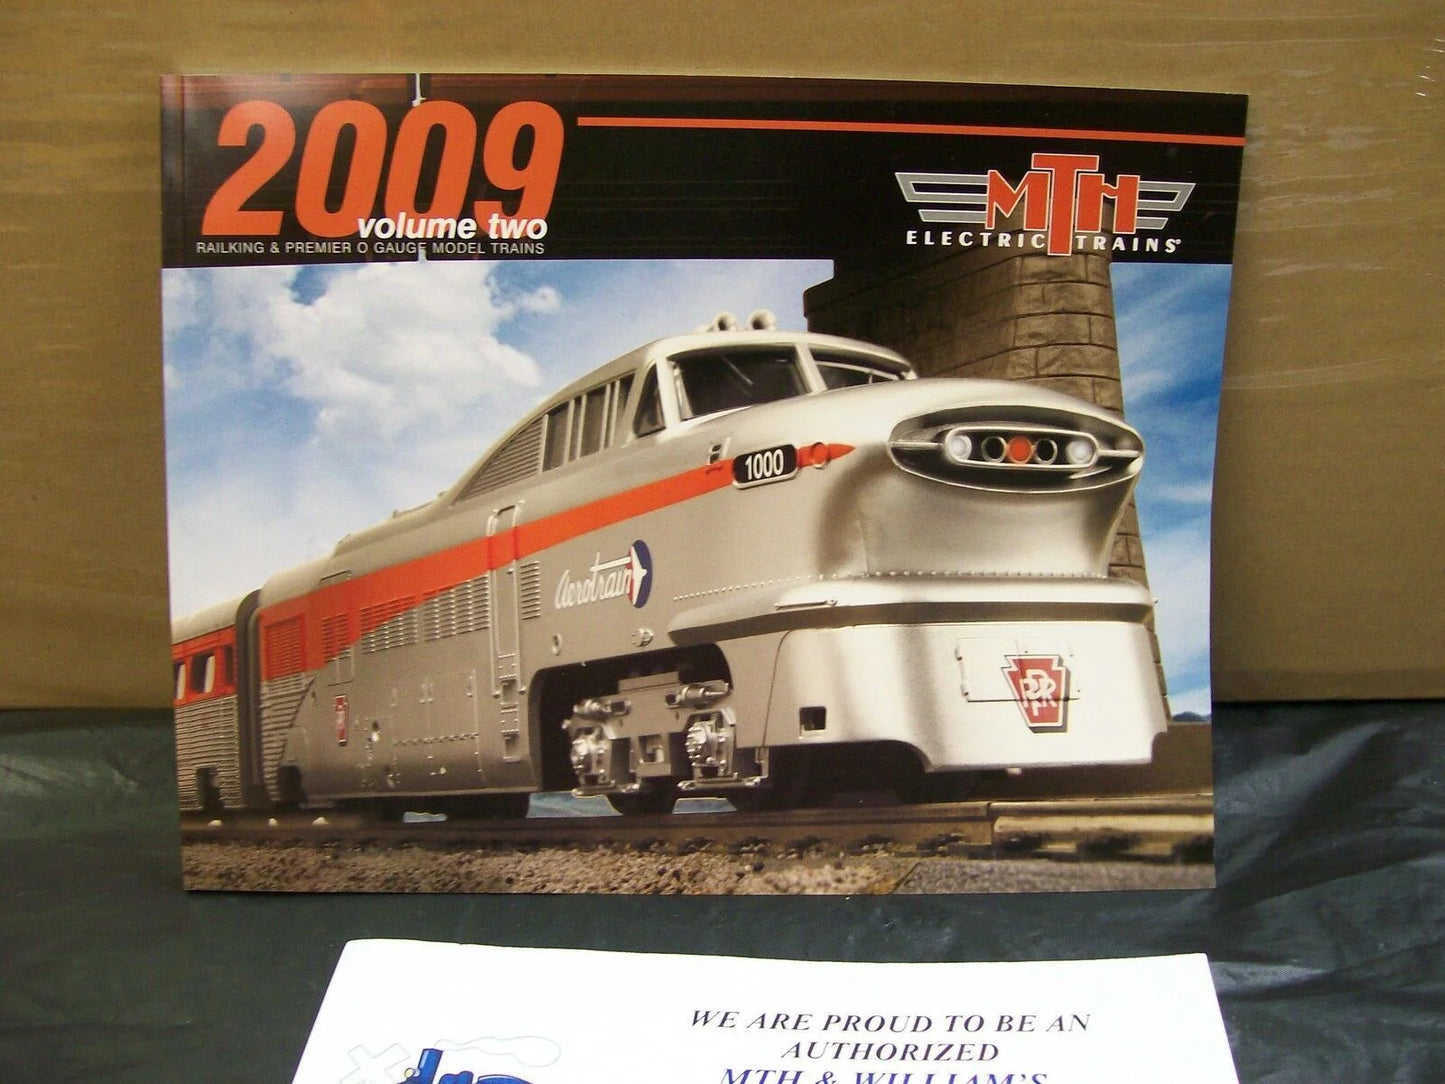 2009
volume two
RAILKING & PREMIER O GAUGE MODEL TRAINS
MTH
ELECTRIC TRAINS®
1000
Aerotrain
PRR
WE ARE PROUD TO BE AN
AUTHORIZED
MTH & WILLIAM'S